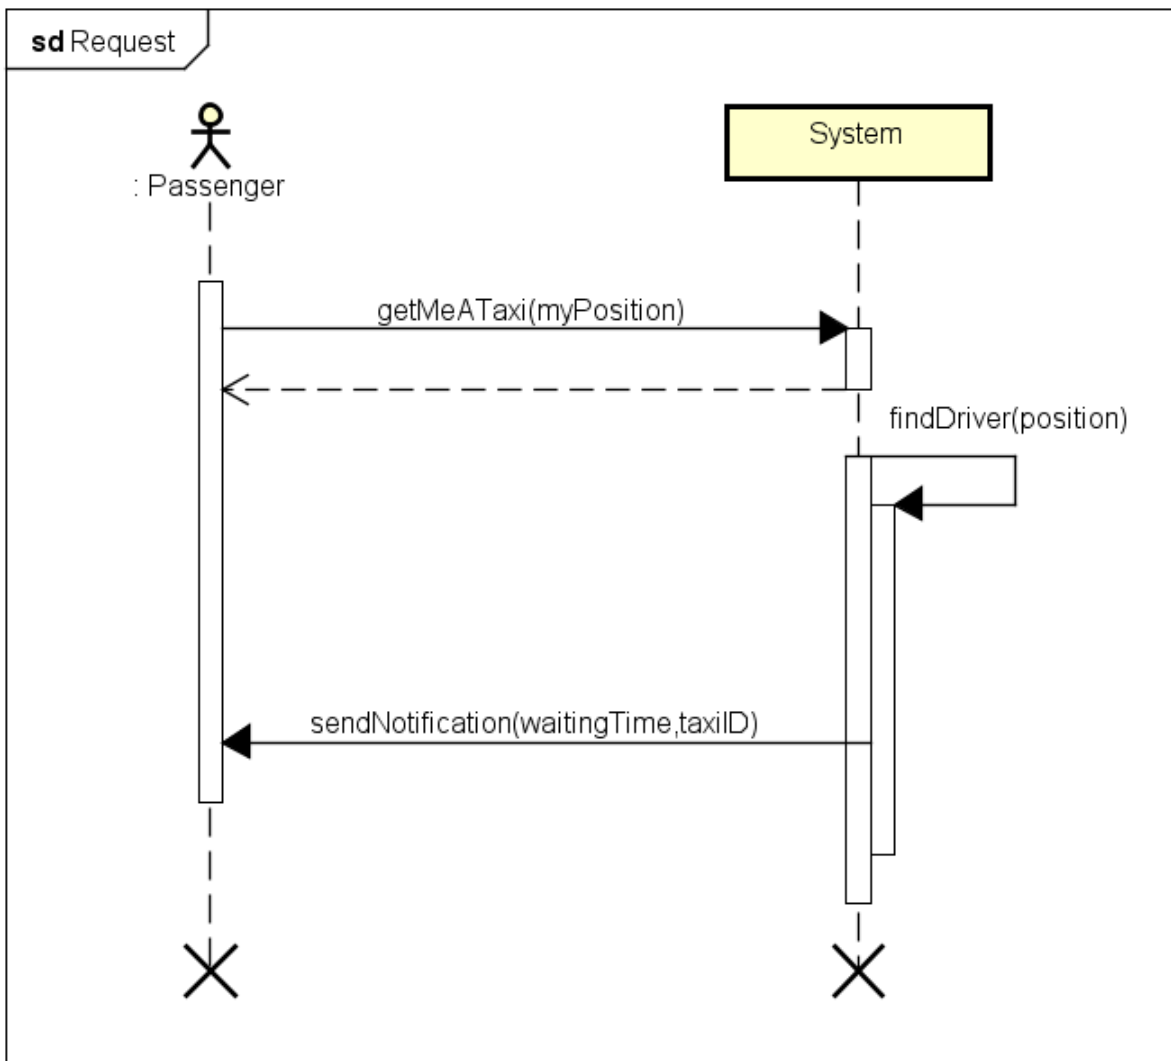 sd Request
: Passenger
System
getMeATaxi(myPosition)
findDriver(position)
sendNotification(waitingTime,taxiID)